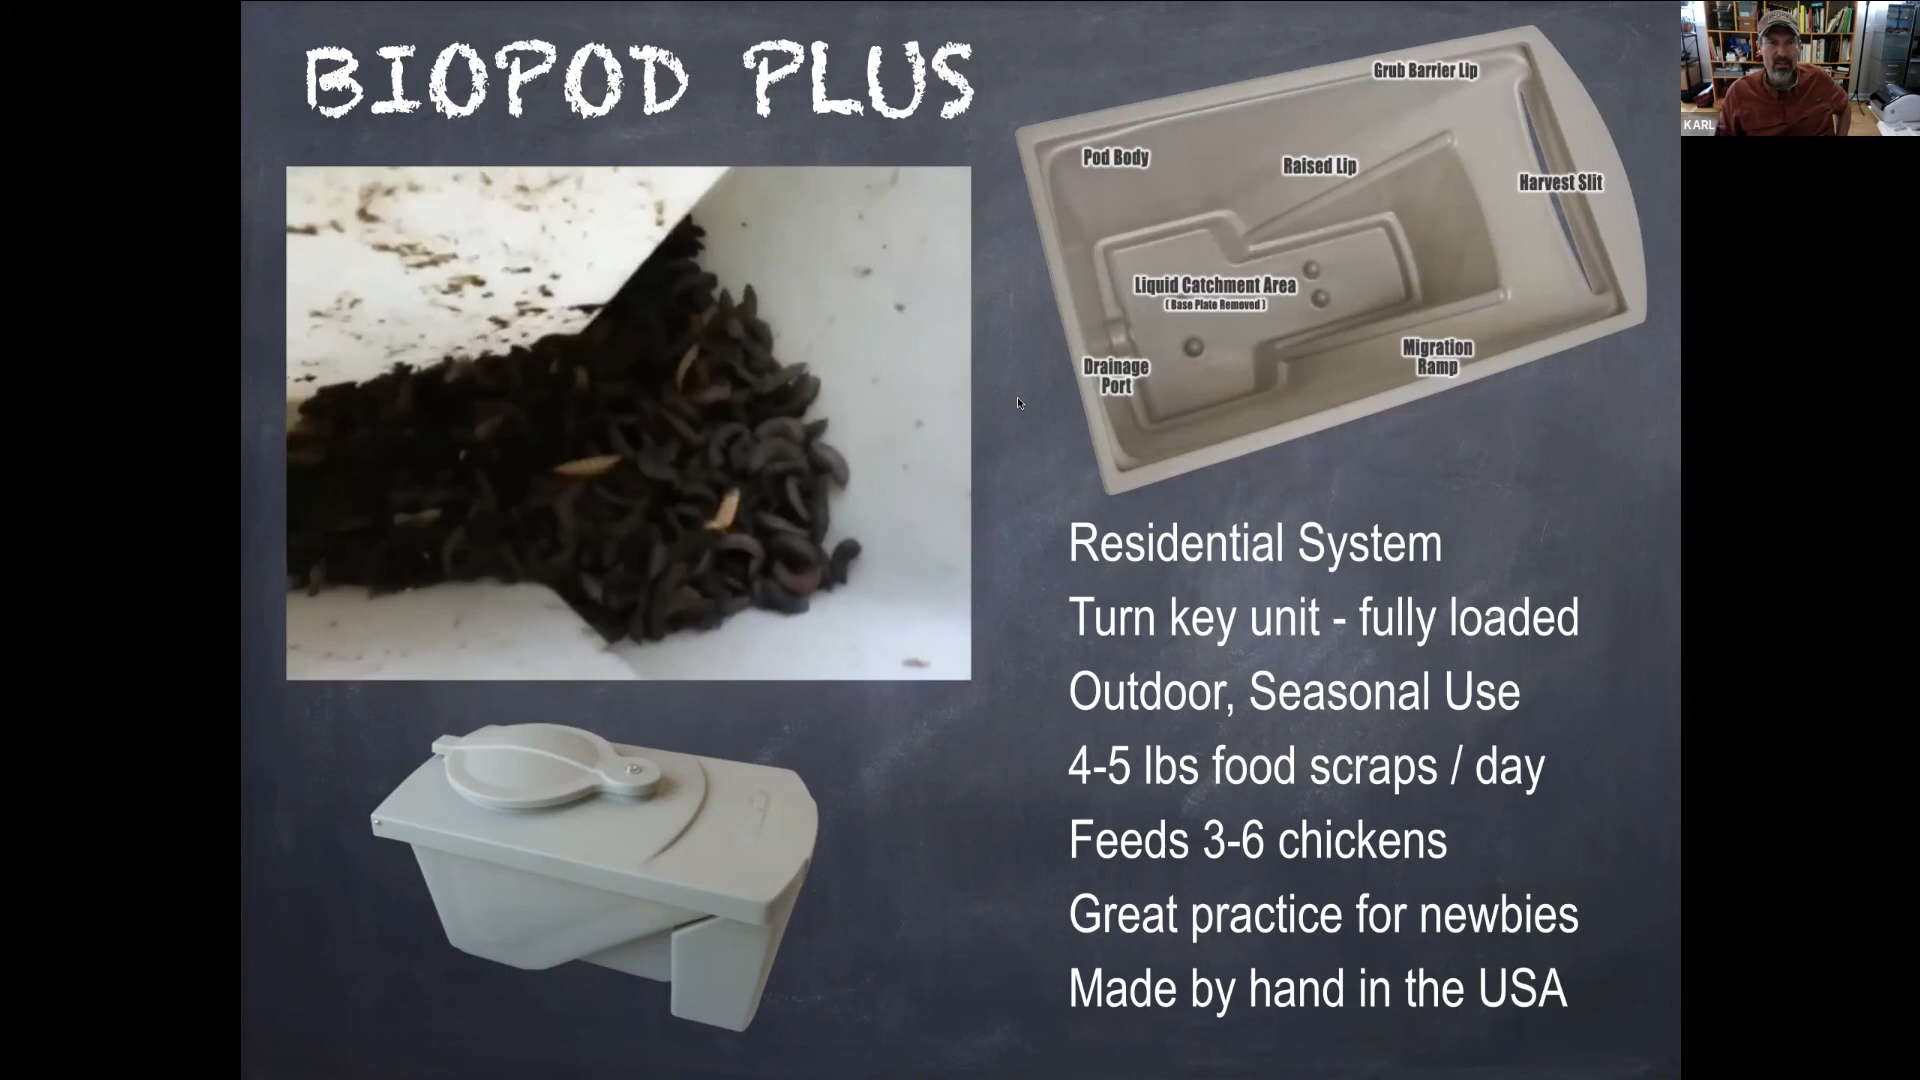 BIOPOD PLUS
Grub Barrier Lip
Pod Body
Raised Lip
Harvest Slit
Liquid Catchment Area
(Base Plate Removed)
Migration
Ramp
Drainage
Port
Residential System
Turn key unit - fully loaded
Outdoor, Seasonal Use
4-5 lbs food scraps / day
Feeds 3-6 chickens
Great practice for newbies
Made by hand in the USA
KARL